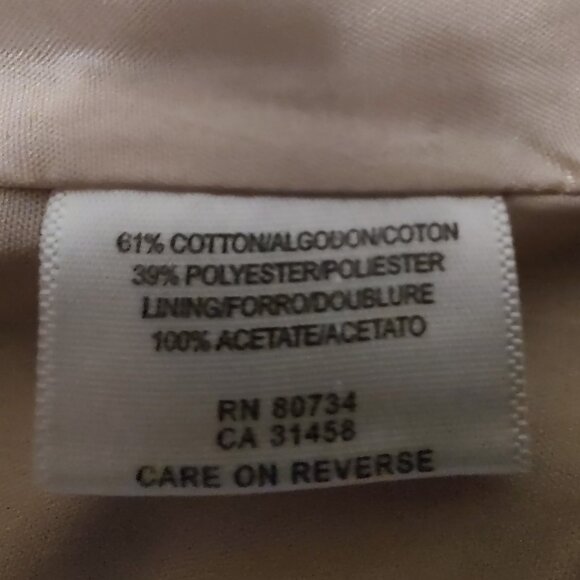 61% COTTON/ALGODON/COTON
39% POLYESTER/POLIESTER
LINING/FORRO/DOUBLURE
100% ACETATE/ACETATO
RN 80734
CA 31458
CARE ON REVERSE